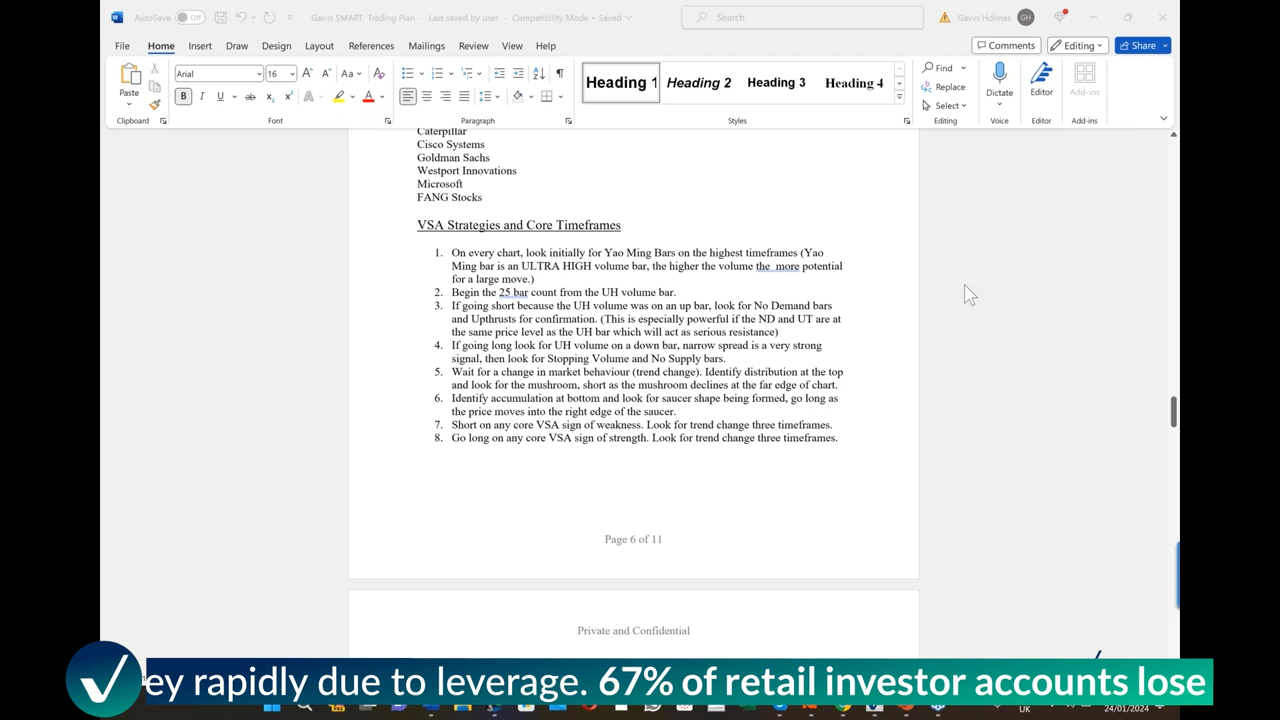 AutoSave Off Gavin SMART Trading Plan - Last saved by user - Compatibility Mode • Saved Search Gavin Holmes GH
File Home Insert Draw Design Layout References Mailings Review View Help Comments Editing Share
Paste Arial 16 Heading 1 Heading 2 Heading 3 Heading 4 Find Replace Select Dictate Editor Add-ins
Clipboard Font Paragraph Styles Editing Voice Editor Add-ins
Caterpillar
Cisco Systems
Goldman Sachs
Westport Innovations
Microsoft
FANG Stocks
VSA Strategies and Core Timeframes
1. On every chart, look initially for Yao Ming Bars on the highest timeframes (Yao
Ming bar is an ULTRA HIGH volume bar, the higher the volume the more potential
for a large move.)
2. Begin the 25 bar count from the UH volume bar.
3. If going short because the UH volume was on an up bar, look for No Demand bars
and Upthrusts for confirmation. (This is especially powerful if the ND and UT are at
the same price level as the UH bar which will act as serious resistance)
4. If going long look for UH volume on a down bar, narrow spread is a very strong
signal, then look for Stopping Volume and No Supply bars.
5. Wait for a change in market behaviour (trend change). Identify distribution at the top
and look for the mushroom, short as the mushroom declines at the far edge of chart.
6. Identify accumulation at bottom and look for saucer shape being formed, go long as
the price moves into the right edge of the saucer.
7. Short on any core VSA sign of weakness. Look for trend change three timeframes.
8. Go long on any core VSA sign of strength. Look for trend change three timeframes.
Page 6 of 11
Private and Confidential
ey rapidly due to leverage. 67% of retail investor accounts lose
UK 24/01/2024